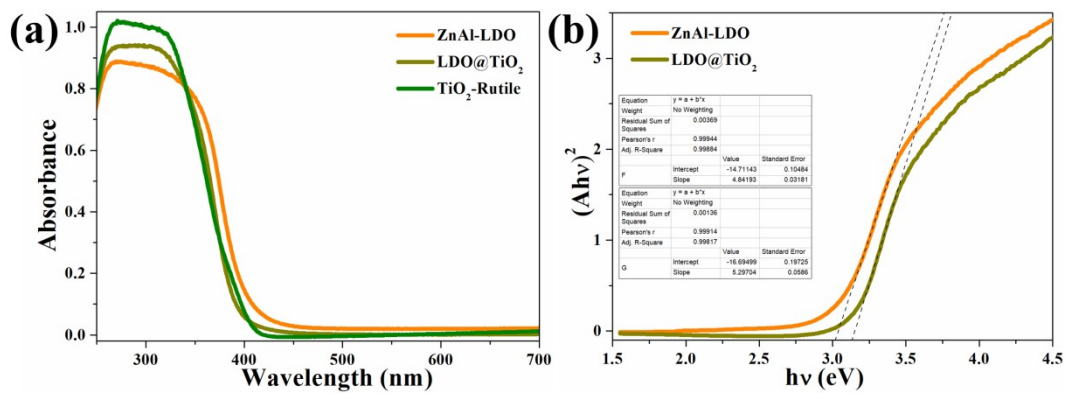 (a)
ZnAl-LDO
LDO@TiO₂
TiO₂-Rutile
Absorbance
1.0
0.8
0.6
0.4
0.2
0.0
300 400 500 600 700
Wavelength (nm)
(b)
ZnAl-LDO
LDO@TiO₂
(Ahν)²
3
2
1
0
Equation y = a + b*x
Weight No Weighting
Residual Sum of Squares 0.00369
Pearson's r 0.99944
Adj. R-Square 0.99884
Value Standard Error
F Intercept -14.71143 0.10484
Slope 4.84193 0.03181
Equation y = a + b*x
Weight No Weighting
Residual Sum of Squares 0.00136
Pearson's r 0.99914
Adj. R-Square 0.99817
Value Standard Error
G Intercept -16.69499 0.19725
Slope 5.29704 0.0586
1.5 2.0 2.5 3.0 3.5 4.0 4.5
hν (eV)